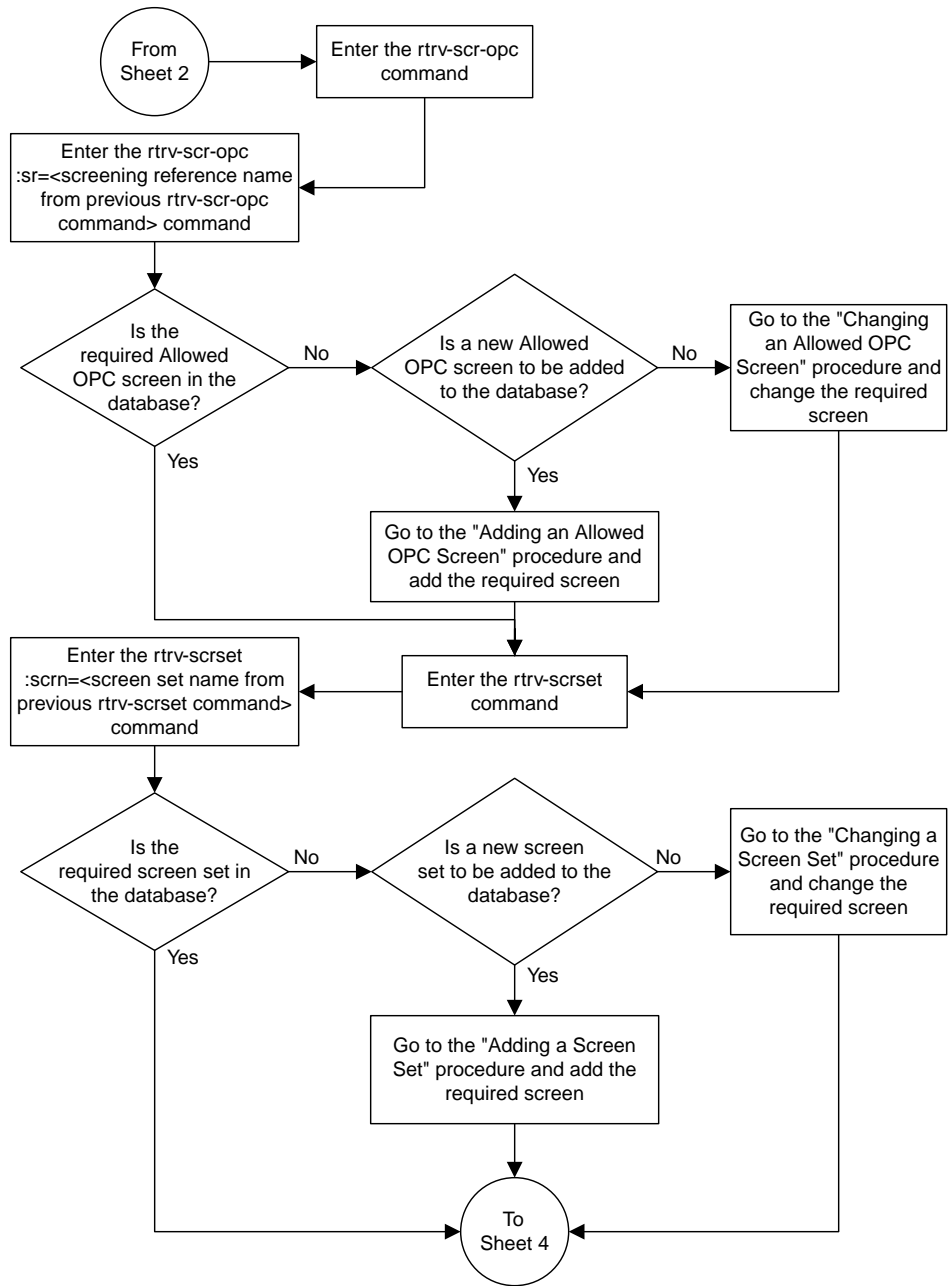 From
Sheet 2
Enter the rtrv-scr-opc
command
Enter the rtrv-scr-opc
:sr=<screening reference name
from previous rtrv-scr-opc
command> command
Is the
required Allowed
OPC screen in the
database?
No
Is a new Allowed
OPC screen to be added
to the database?
No
Go to the "Changing
an Allowed OPC
Screen" procedure and
change the required
screen
Yes
Yes
Go to the "Adding an Allowed
OPC Screen" procedure and
add the required screen
Enter the rtrv-scrset
command
Enter the rtrv-scrset
:scrn=<screen set name from
previous rtrv-scrset command>
command
Is the
required screen set in
the database?
No
Is a new screen
set to be added to the
database?
No
Go to the "Changing a
Screen Set" procedure
and change the
required screen
Yes
Yes
Go to the "Adding a Screen
Set" procedure and add the
required screen
To
Sheet 4